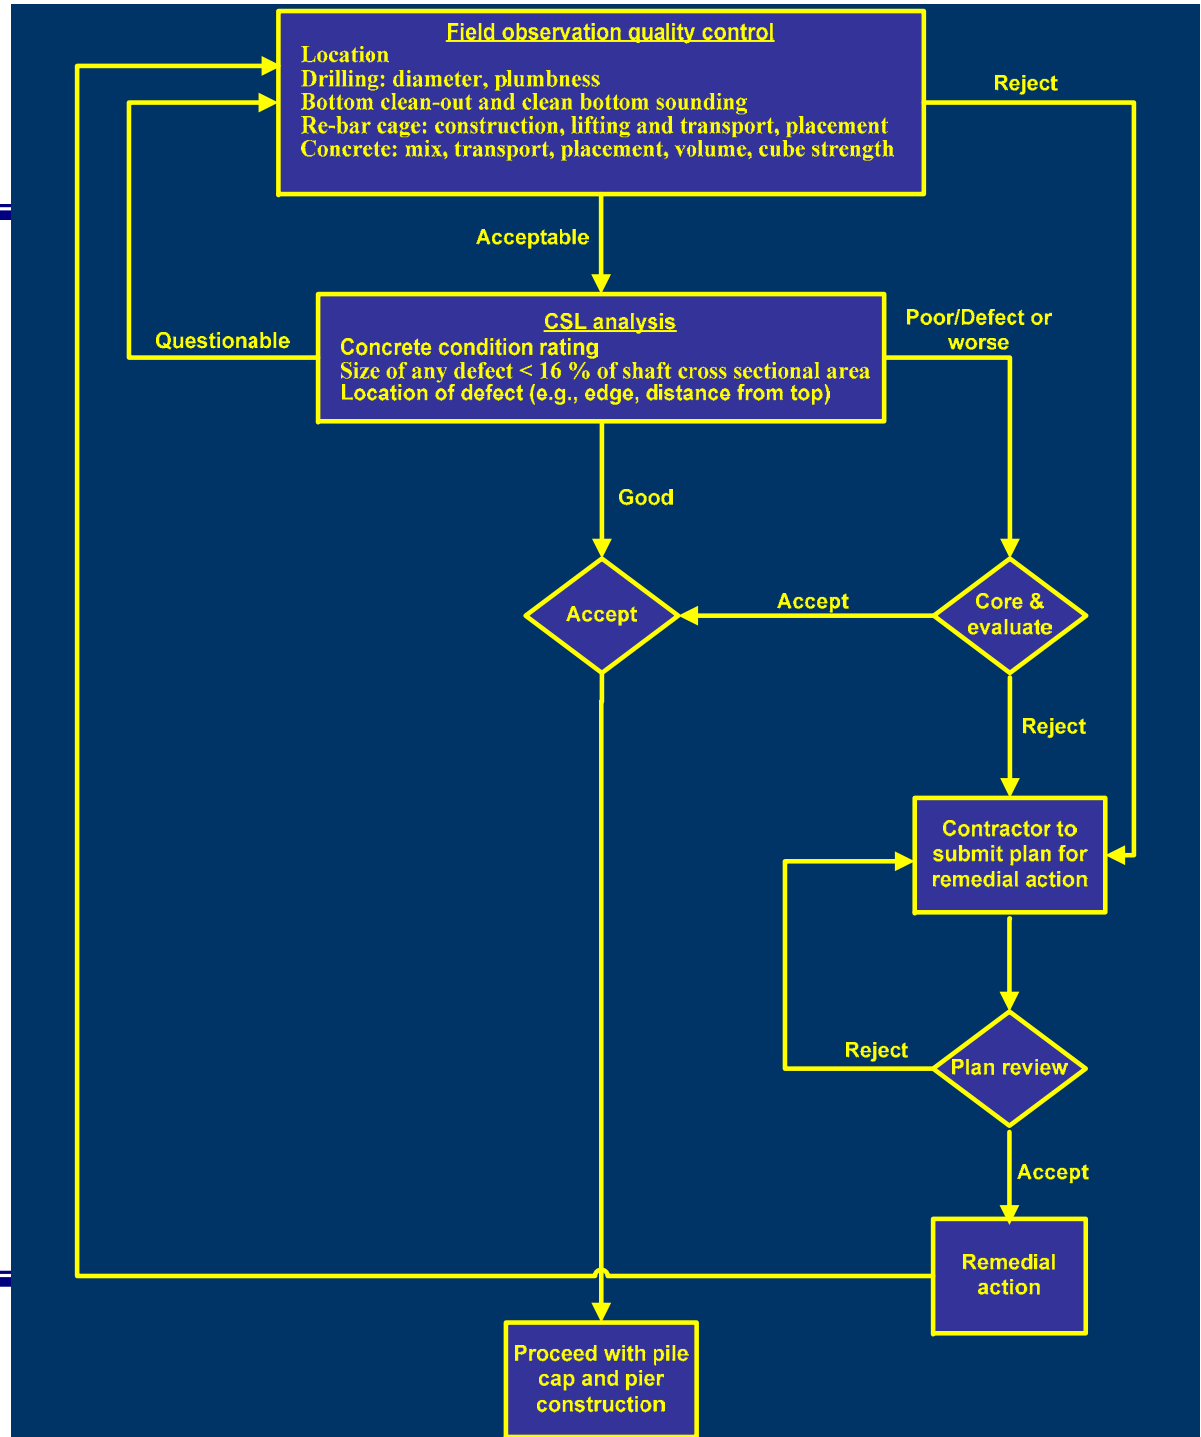 Field observation quality control
Location
Drilling: diameter, plumbness
Bottom clean-out and clean bottom sounding
Re-bar cage: construction, lifting and transport, placement
Concrete: mix, transport, placement, volume, cube strength
Reject
Acceptable
Questionable
CSL analysis
Concrete condition rating
Size of any defect < 16 % of shaft cross sectional area
Location of defect (e.g., edge, distance from top)
Poor/Defect or
worse
Good
Accept
Accept
Core &
evaluate
Reject
Contractor to
submit plan for
remedial action
Reject
Plan review
Accept
Remedial
action
Proceed with pile
cap and pier
construction